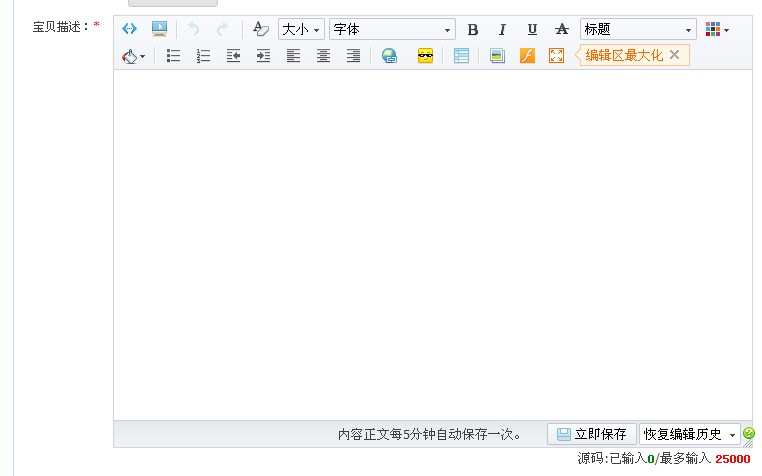 宝贝描述：*
大小 字体 B I U A 标题
编辑区最大化 ×
内容正文每5分钟自动保存一次。 立即保存 恢复编辑历史 ?
源码:已输入0/最多输入 25000